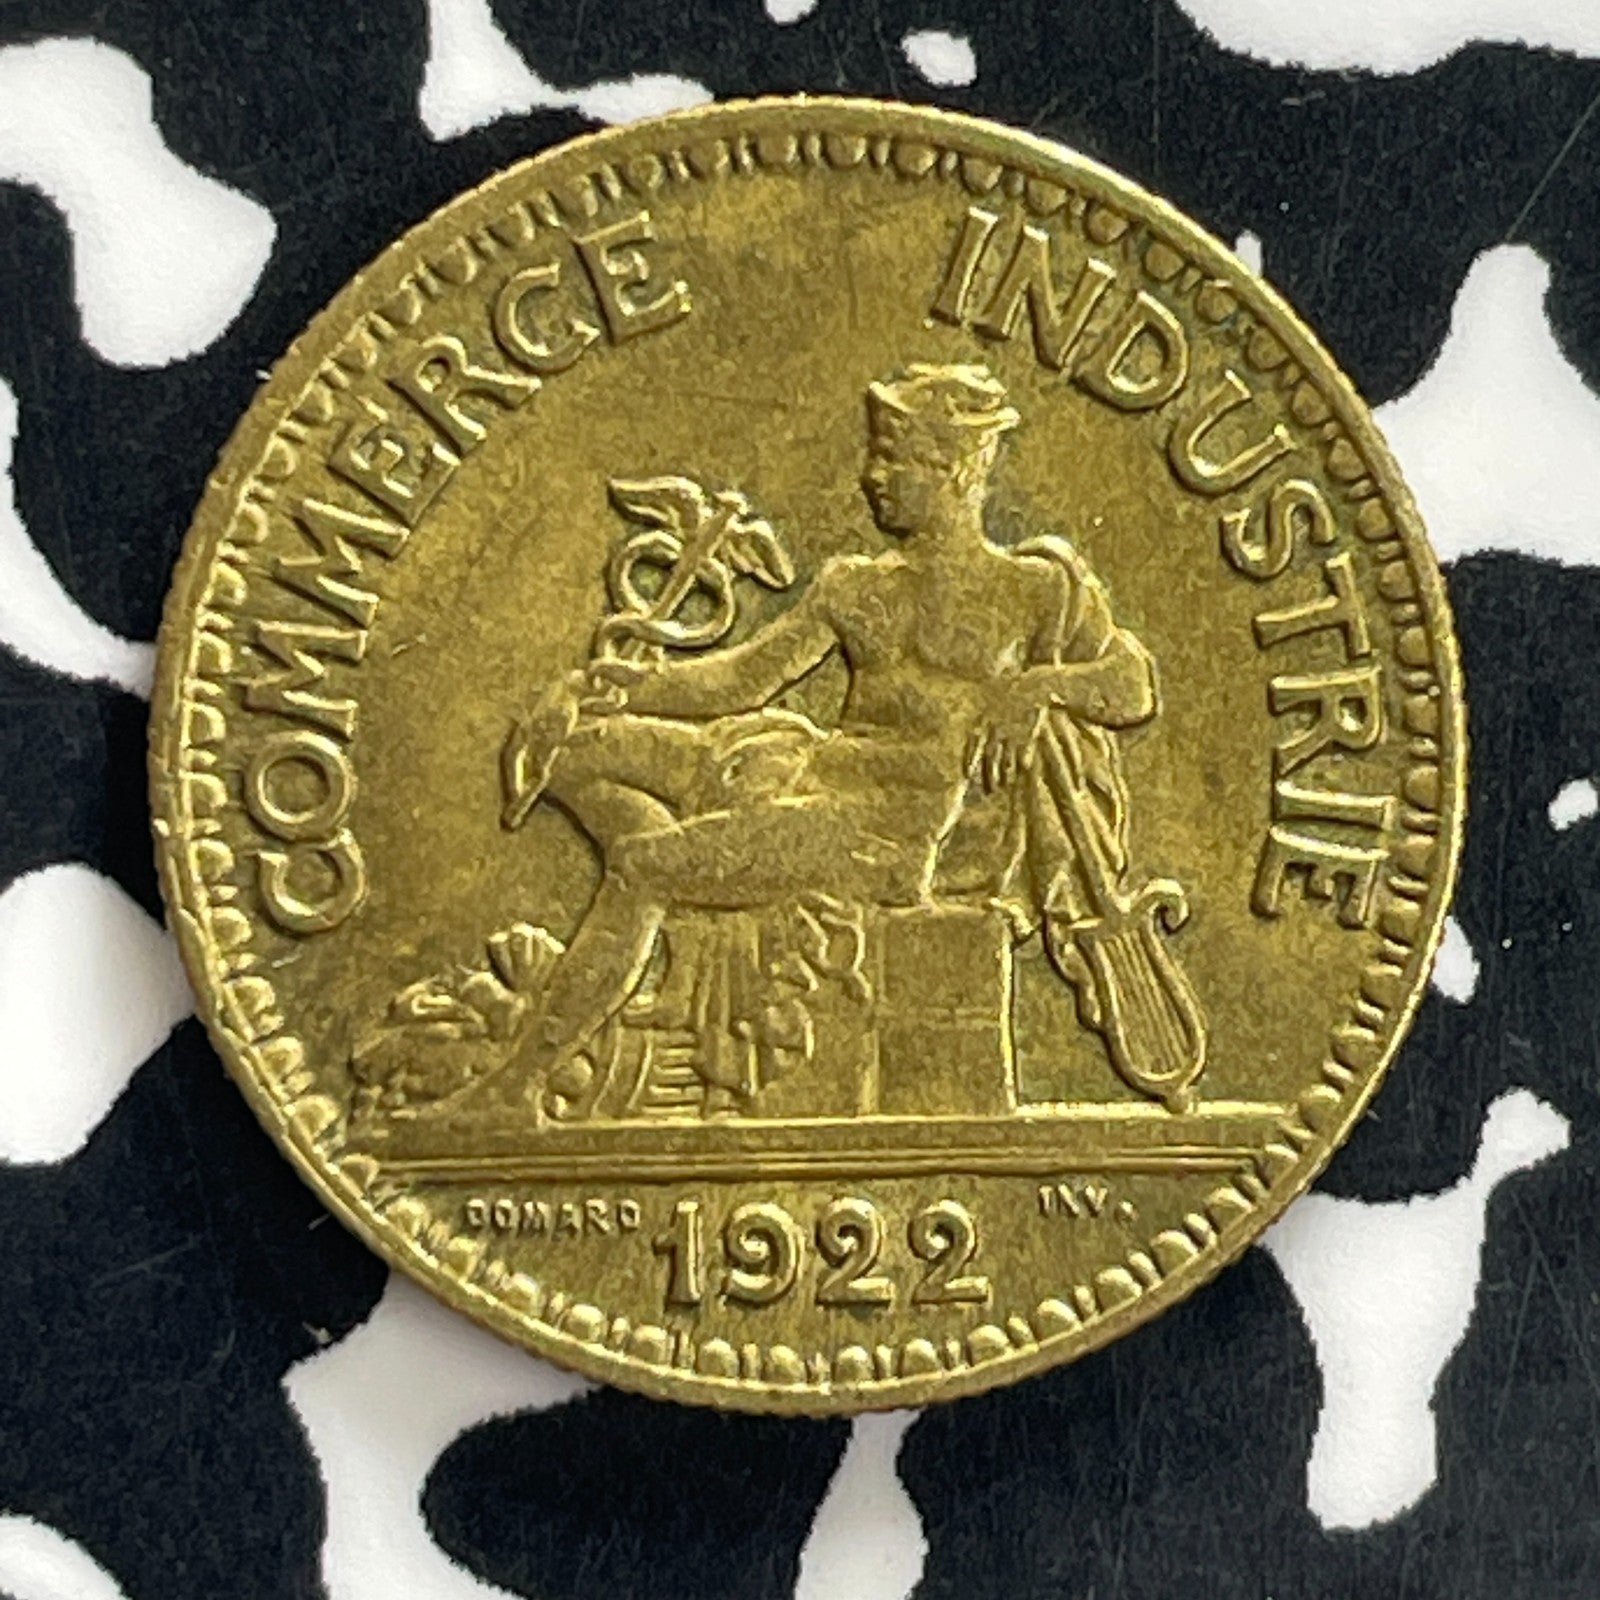 COMMERCE INDUSTRIE
DOMARD 1922 INV.